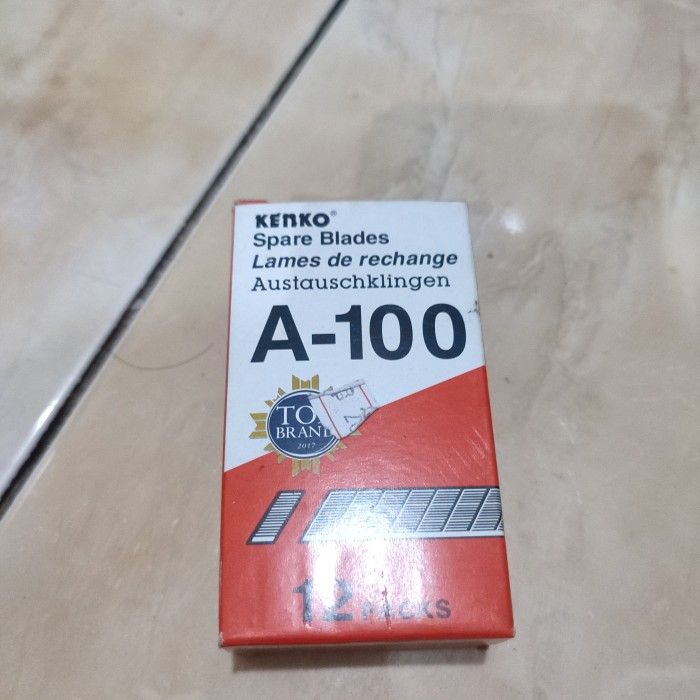 KENKO®
Spare Blades
Lames de rechange
Austauschklingen
A-100
TOP
BRAND
2017
12 PACKS